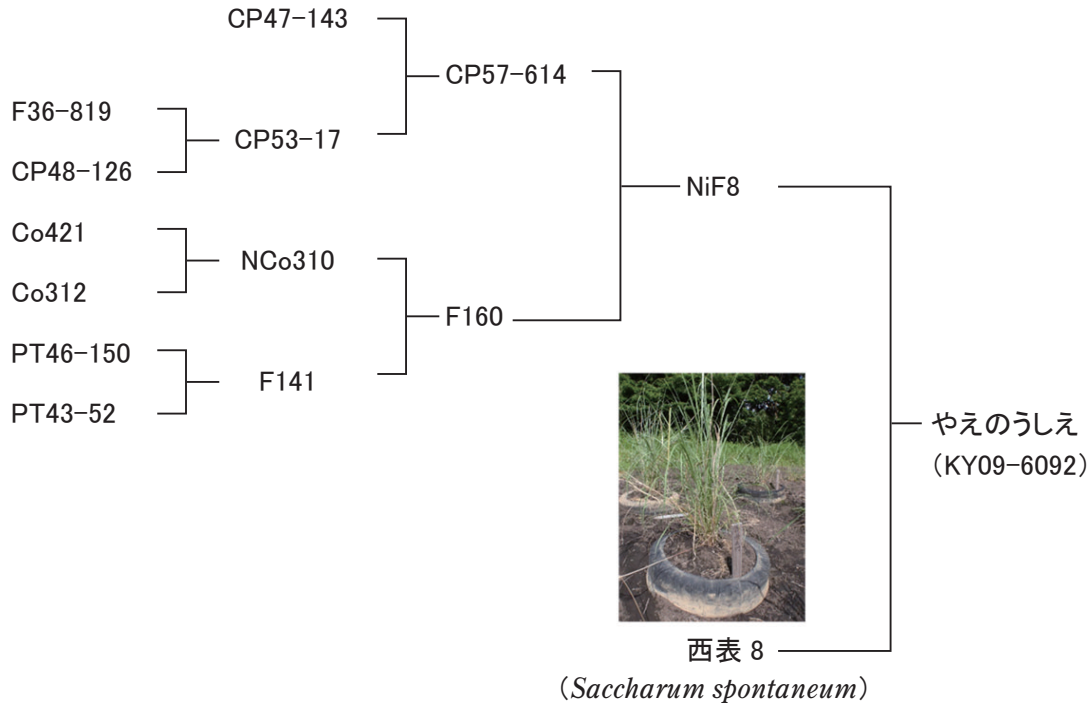 CP47-143
CP57-614
F36-819
CP53-17
CP48-126
NiF8
Co421
NCo310
Co312
F160
PT46-150
F141
PT43-52
やえのうしえ
（KY09-6092）
西表 8
（Saccharum spontaneum）